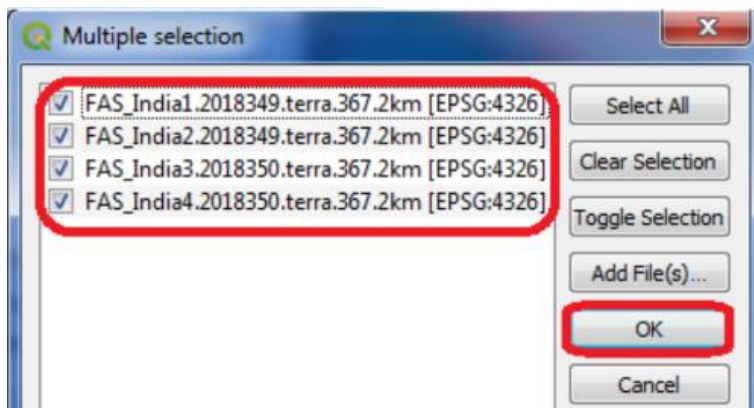 Multiple selection
FAS_India1.2018349.terra.367.2km [EPSG:4326]
FAS_India2.2018349.terra.367.2km [EPSG:4326]
FAS_India3.2018350.terra.367.2km [EPSG:4326]
FAS_India4.2018350.terra.367.2km [EPSG:4326]
Select All
Clear Selection
Toggle Selection
Add File(s)...
OK
Cancel